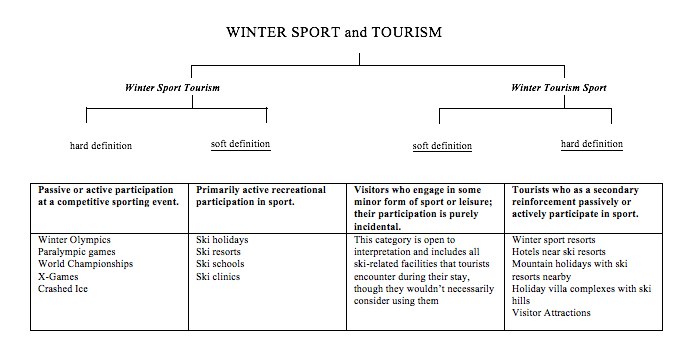 WINTER SPORT and TOURISM
Winter Sport Tourism
Winter Tourism Sport
hard definition
soft definition
soft definition
hard definition
Passive or active participation
at a competitive sporting event.
Primarily active recreational
participation in sport.
Visitors who engage in some
minor form of sport or leisure;
their participation is purely
incidental.
Tourists who as a secondary
reinforcement passively or
actively participate in sport.
Winter Olympics
Paralympic games
World Championships
X-Games
Crashed Ice
Ski holidays
Ski resorts
Ski schools
Ski clinics
This category is open to
interpretation and includes all
ski-related facilities that tourists
encounter during their stay,
though they wouldn't necessarily
consider using them
Winter sport resorts
Hotels near ski resorts
Mountain holidays with ski
resorts nearby
Holiday villa complexes with ski
hills
Visitor Attractions